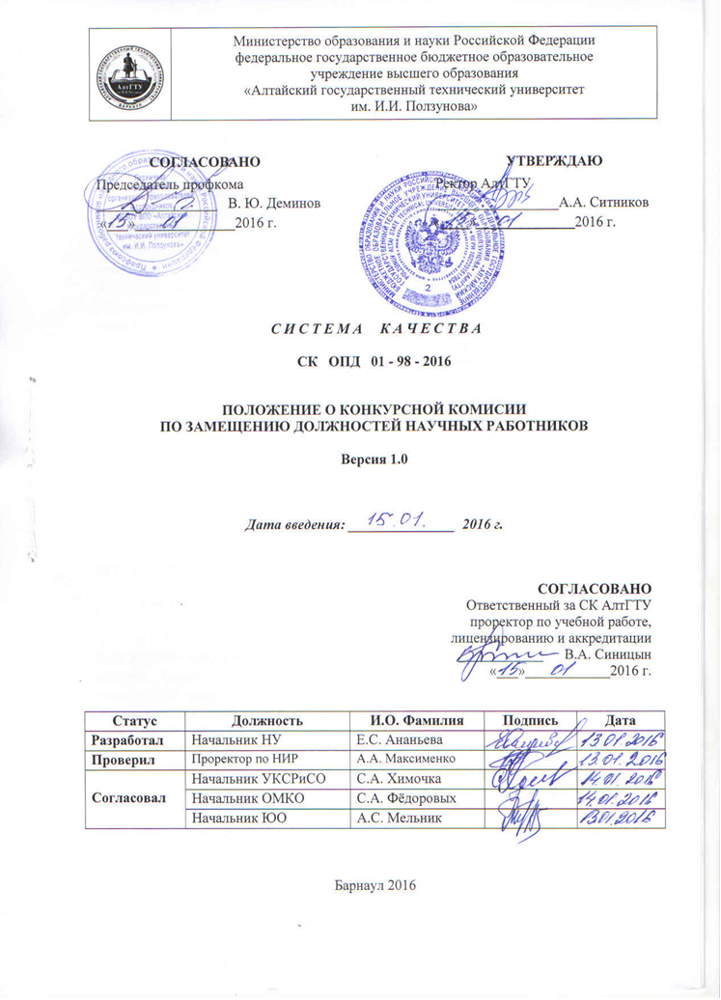 Министерство образования и науки Российской Федерации
федеральное государственное бюджетное образовательное
учреждение высшего образования
«Алтайский государственный технический университет
им. И.И. Ползунова»
АлтГТУ
СОГЛАСОВАНО
Председатель профкома
В. Ю. Деминов
«15» 01 2016 г.
УТВЕРЖДАЮ
Ректор АлтГТУ
А.А. Ситников
15 2016 г.
СИСТЕМА КАЧЕСТВА
СК ОПД 01 - 98 - 2016
ПОЛОЖЕНИЕ О КОНКУРСНОЙ КОМИСИИ
ПО ЗАМЕЩЕНИЮ ДОЛЖНОСТЕЙ НАУЧНЫХ РАБОТНИКОВ
Версия 1.0
Дата введения: 15.01. 2016 г.
СОГЛАСОВАНО
Ответственный за СК АлтГТУ
проректор по учебной работе,
лицензированию и аккредитации
В.А. Синицын
«15» 01 2016 г.
Статус Должность И.О. Фамилия Подпись Дата
Разработал Начальник НУ Е.С. Ананьева 13.01.2016
Проверил Проректор по НИР А.А. Максименко 13.01.2016
Согласовал Начальник УКСРиСО С.А. Химочка 14.01.2016
Начальник ОМКО С.А. Фёдоровых 14.01.2016
Начальник ЮО А.С. Мельник 13.01.2016
Барнаул 2016